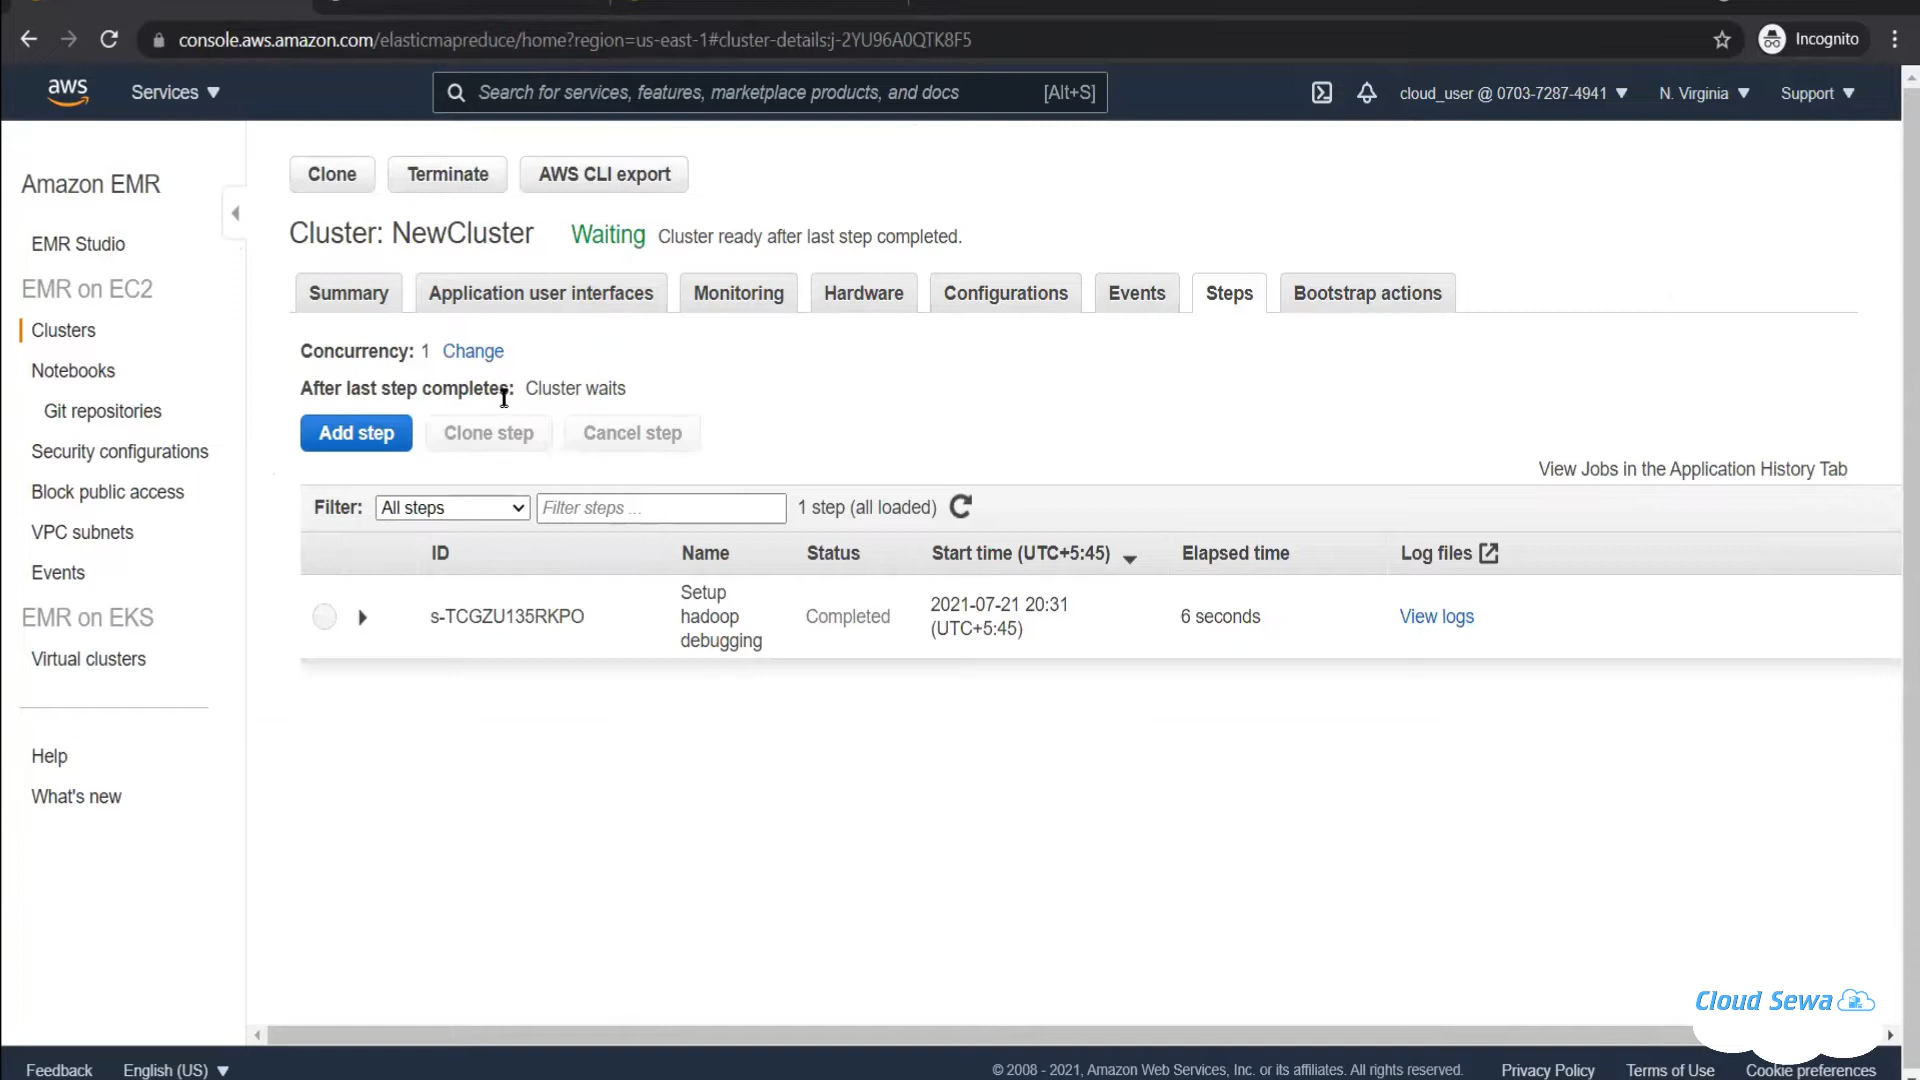 console.aws.amazon.com/elasticmapreduce/home?region=us-east-1#cluster-details:j-2YU96A0QTK8F5
Incognito
aws
Services
Search for services, features, marketplace products, and docs
[Alt+S]
cloud_user @ 0703-7287-4941
N. Virginia
Support
Amazon EMR
EMR Studio
EMR on EC2
Clusters
Notebooks
Git repositories
Security configurations
Block public access
VPC subnets
Events
EMR on EKS
Virtual clusters
Help
What's new
Clone
Terminate
AWS CLI export
Cluster: NewCluster
Waiting
Cluster ready after last step completed.
Summary
Application user interfaces
Monitoring
Hardware
Configurations
Events
Steps
Bootstrap actions
Concurrency: 1 Change
After last step completes: Cluster waits
Add step
Clone step
Cancel step
View Jobs in the Application History Tab
Filter:
All steps
Filter steps ...
1 step (all loaded)
ID
Name
Status
Start time (UTC+5:45)
Elapsed time
Log files
s-TCGZU135RKPO
Setup
hadoop
debugging
Completed
2021-07-21 20:31
(UTC+5:45)
6 seconds
View logs
Cloud Sewa
Feedback
English (US)
© 2008 - 2021, Amazon Web Services, Inc. or its affiliates. All rights reserved.
Privacy Policy
Terms of Use
Cookie preferences